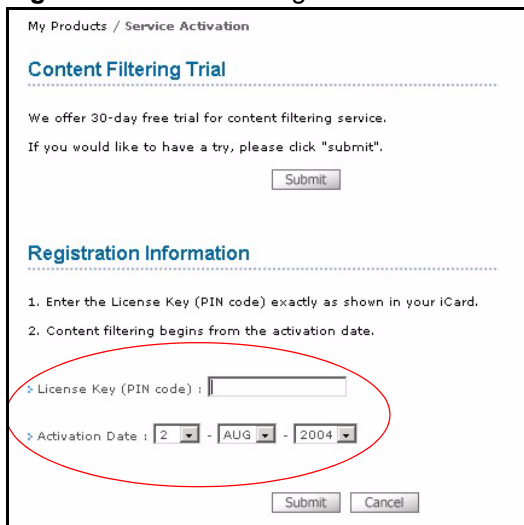 My Products / Service Activation
Content Filtering Trial
We offer 30-day free trial for content filtering service.
If you would like to have a try, please click "submit".
Submit
Registration Information
1. Enter the License Key (PIN code) exactly as shown in your iCard.
2. Content filtering begins from the activation date.
License Key (PIN code) :
Activation Date : 2 - AUG - 2004
Submit Cancel